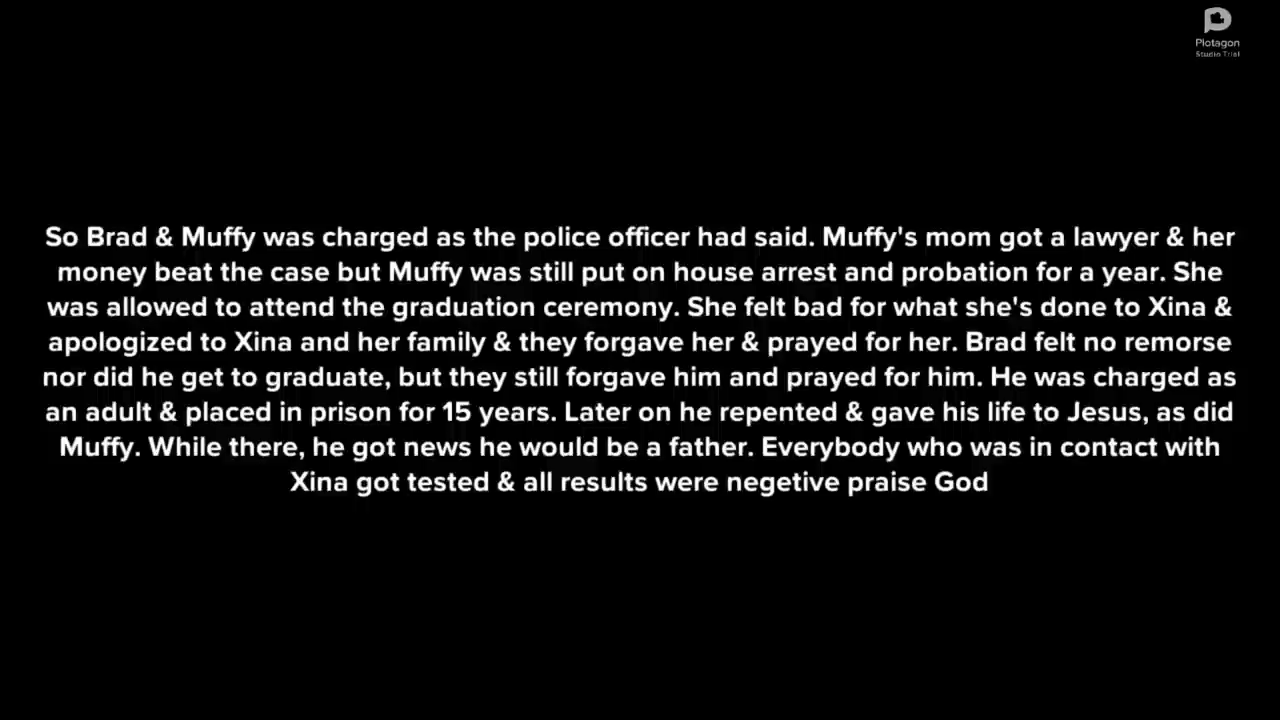 Plotagon
Studio Trial
So Brad & Muffy was charged as the police officer had said. Muffy's mom got a lawyer & her
money beat the case but Muffy was still put on house arrest and probation for a year. She
was allowed to attend the graduation ceremony. She felt bad for what she's done to Xina &
apologized to Xina and her family & they forgave her & prayed for her. Brad felt no remorse
nor did he get to graduate, but they still forgave him and prayed for him. He was charged as
an adult & placed in prison for 15 years. Later on he repented & gave his life to Jesus, as did
Muffy. While there, he got news he would be a father. Everybody who was in contact with
Xina got tested & all results were negetive praise God